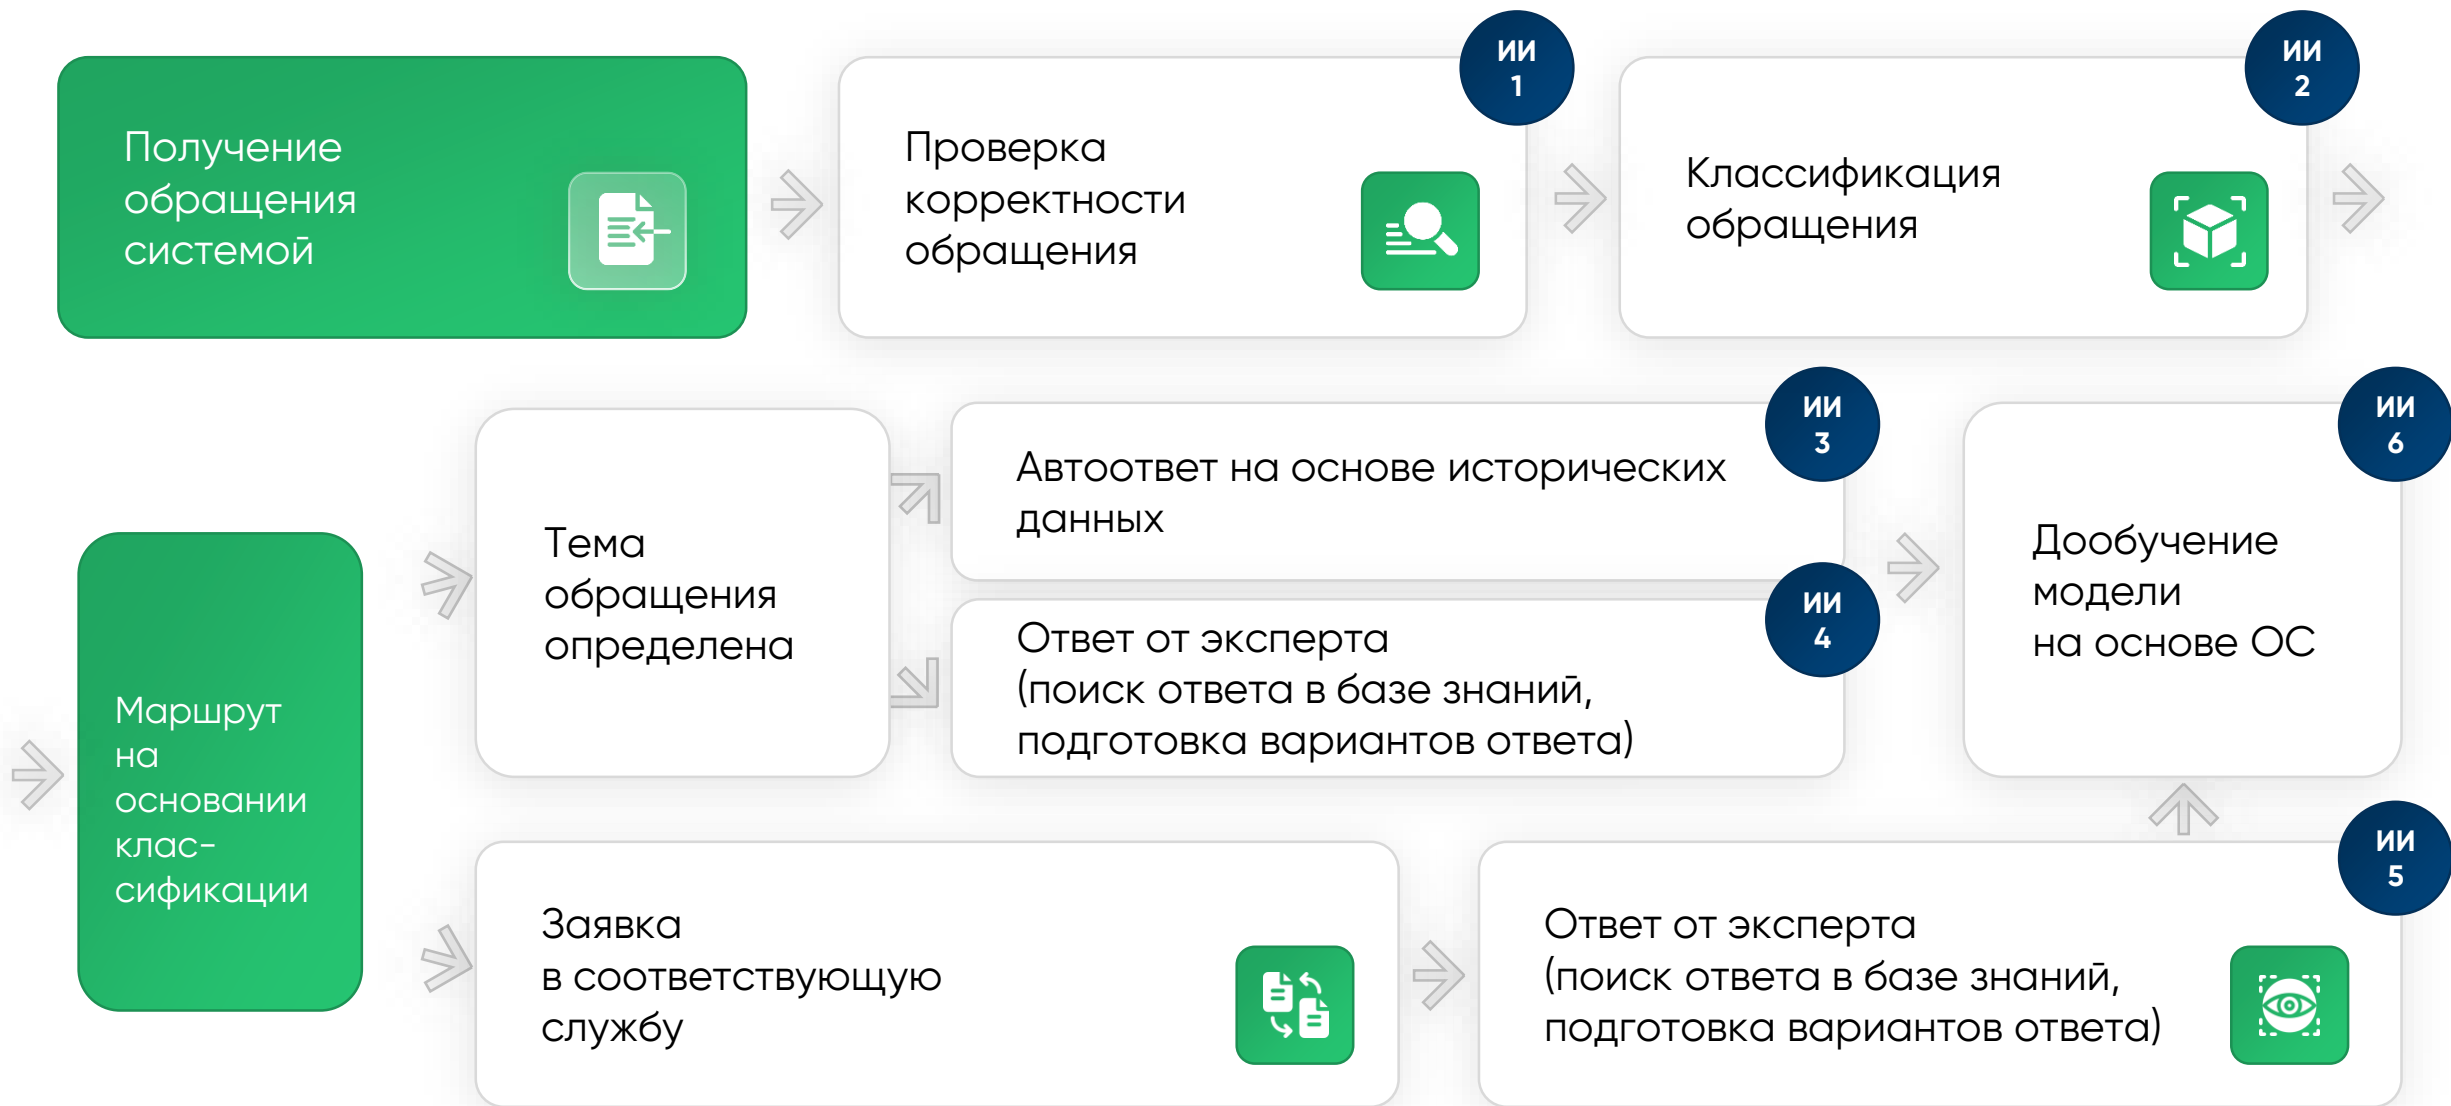 Получение
обращения
системой
ИИ
1
Проверка
корректности
обращения
ИИ
2
Классификация
обращения
Маршрут
на
основании
клас-
сификации
Тема
обращения
определена
ИИ
3
Автоответ на основе исторических
данных
ИИ
4
Ответ от эксперта
(поиск ответа в базе знаний,
подготовка вариантов ответа)
ИИ
6
Дообучение
модели
на основе ОС
Заявка
в соответствующую
службу
ИИ
5
Ответ от эксперта
(поиск ответа в базе знаний,
подготовка вариантов ответа)